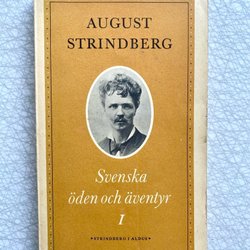 AUGUST
STRINDBERG
Svenska
öden och äventyr
I
*STRINDBERG I ALDUS*